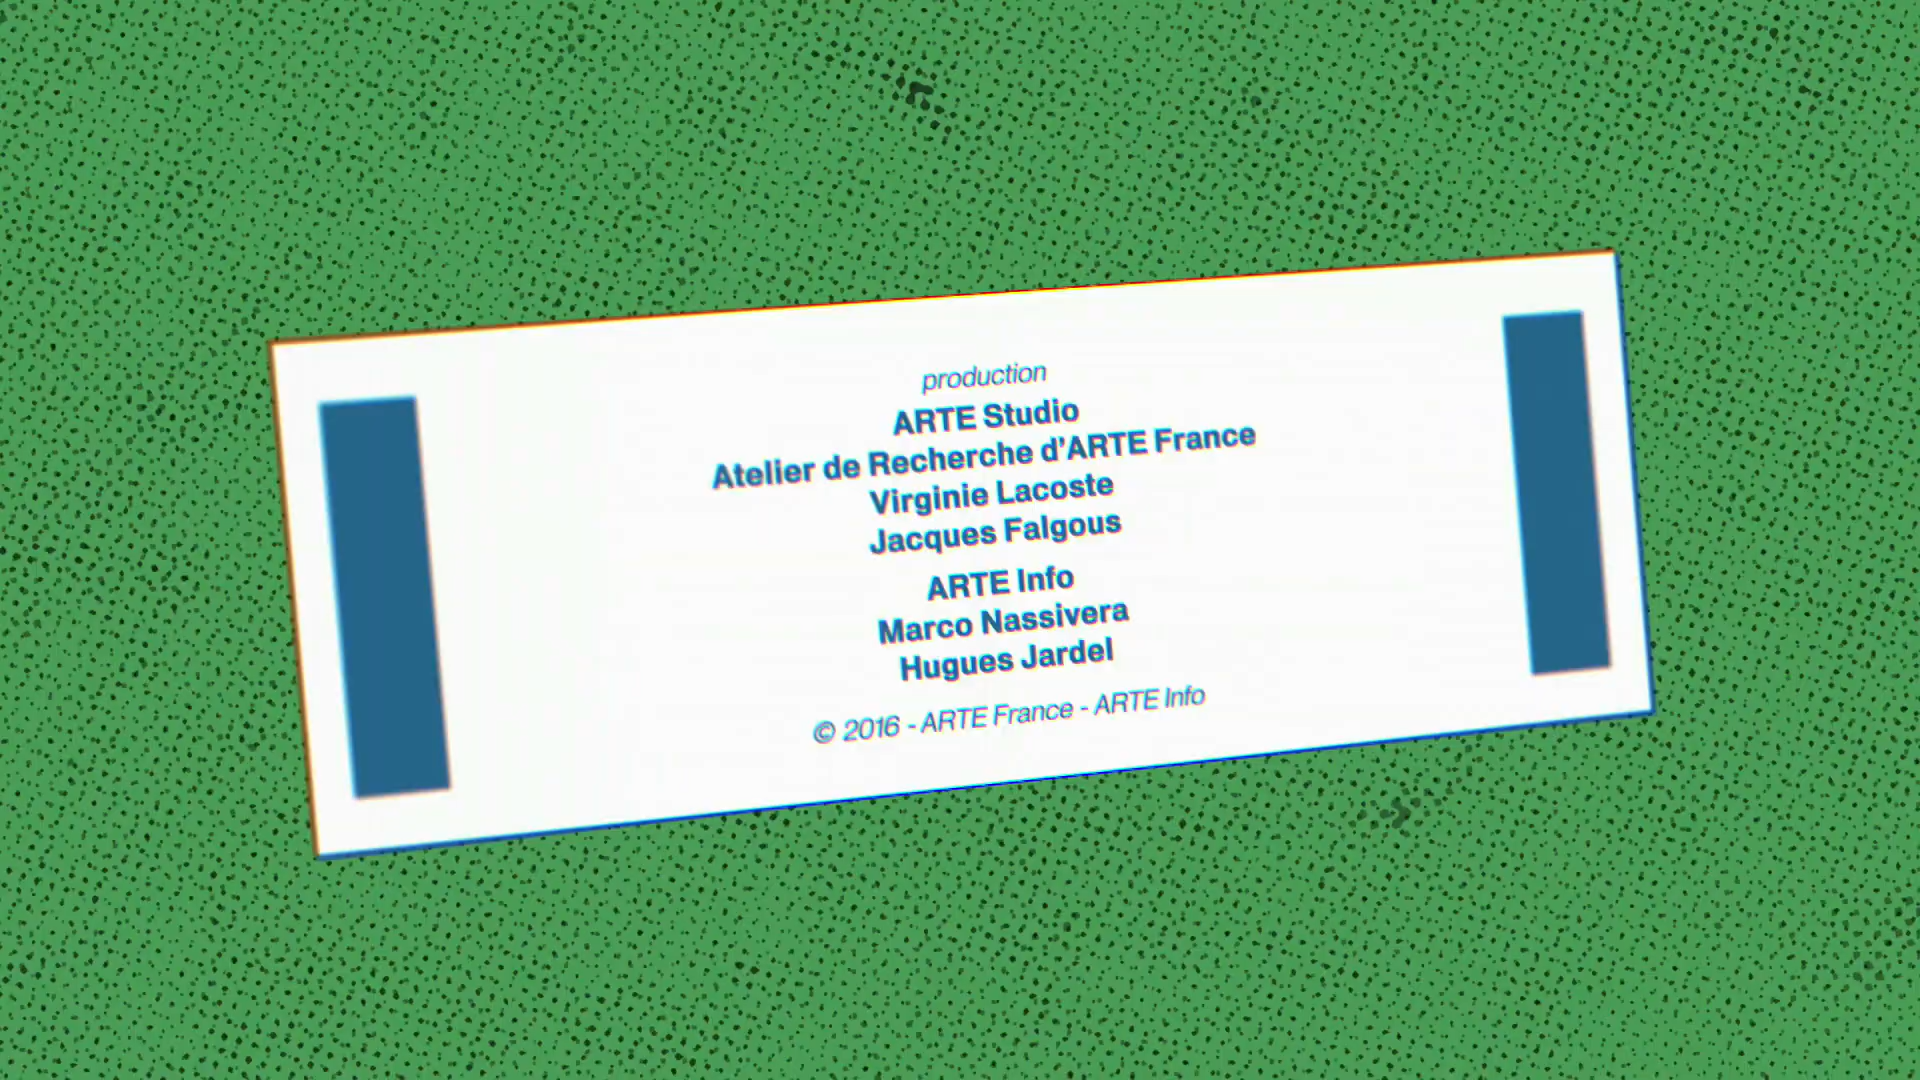 production
ARTE Studio
Atelier de Recherche d'ARTE France
Virginie Lacoste
Jacques Falgous
ARTE Info
Marco Nassivera
Hugues Jardel
© 2016 - ARTE France - ARTE Info